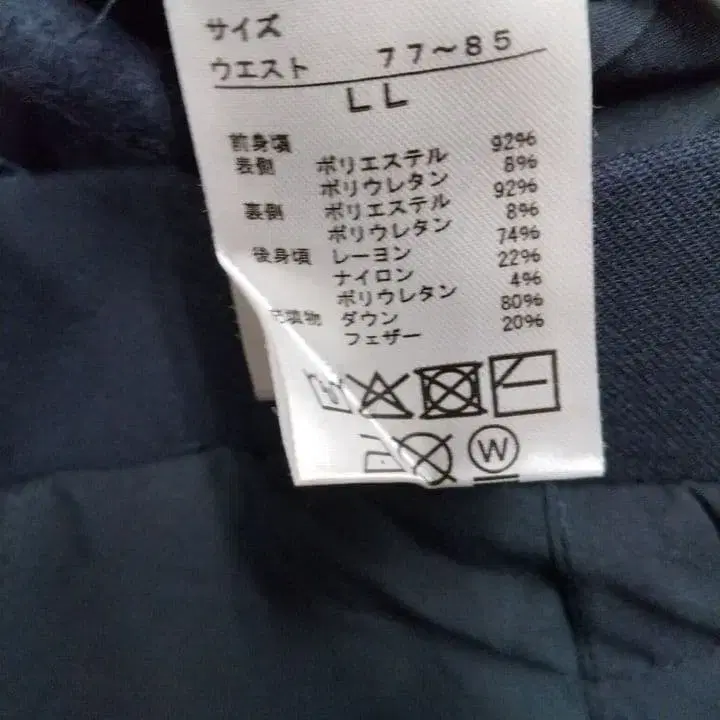 サイズ
ウエスト 77~85
LL
前身頃
表側 ポリエステル 92%
ポリウレタン 8%
裏側 ポリエステル 92%
ポリウレタン 8%
後身頃 レーヨン 74%
ナイロン 22%
ポリウレタン 4%
填物 ダウン 80%
フェザー 20%
W